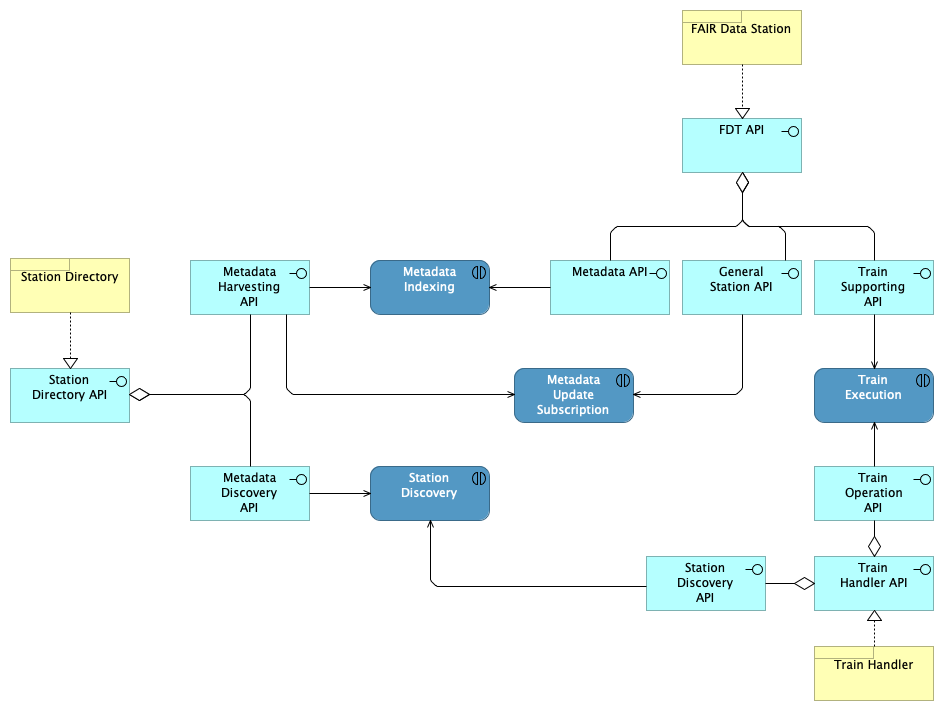 FAIR Data Station
FDT API
Station Directory
Metadata
Harvesting
API
Metadata
Indexing
Metadata API
General
Station API
Train
Supporting
API
Station
Directory API
Metadata
Update
Subscription
Train
Execution
Metadata
Discovery
API
Station
Discovery
Train
Operation
API
Station
Discovery
API
Train
Handler API
Train Handler